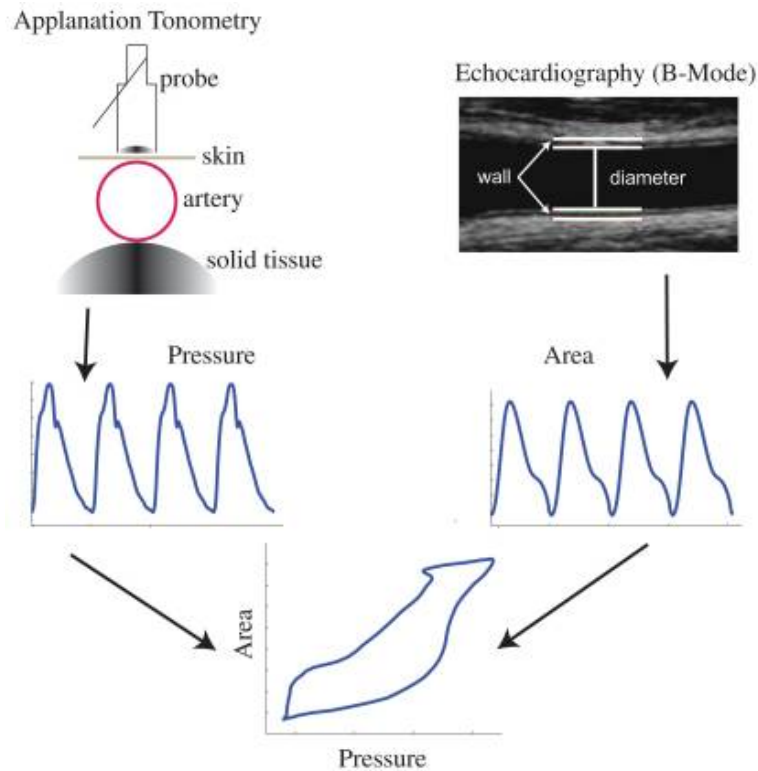 Applanation Tonometry
probe
skin
artery
solid tissue
Echocardiography (B-Mode)
wall
diameter
Pressure
Area
Area
Pressure